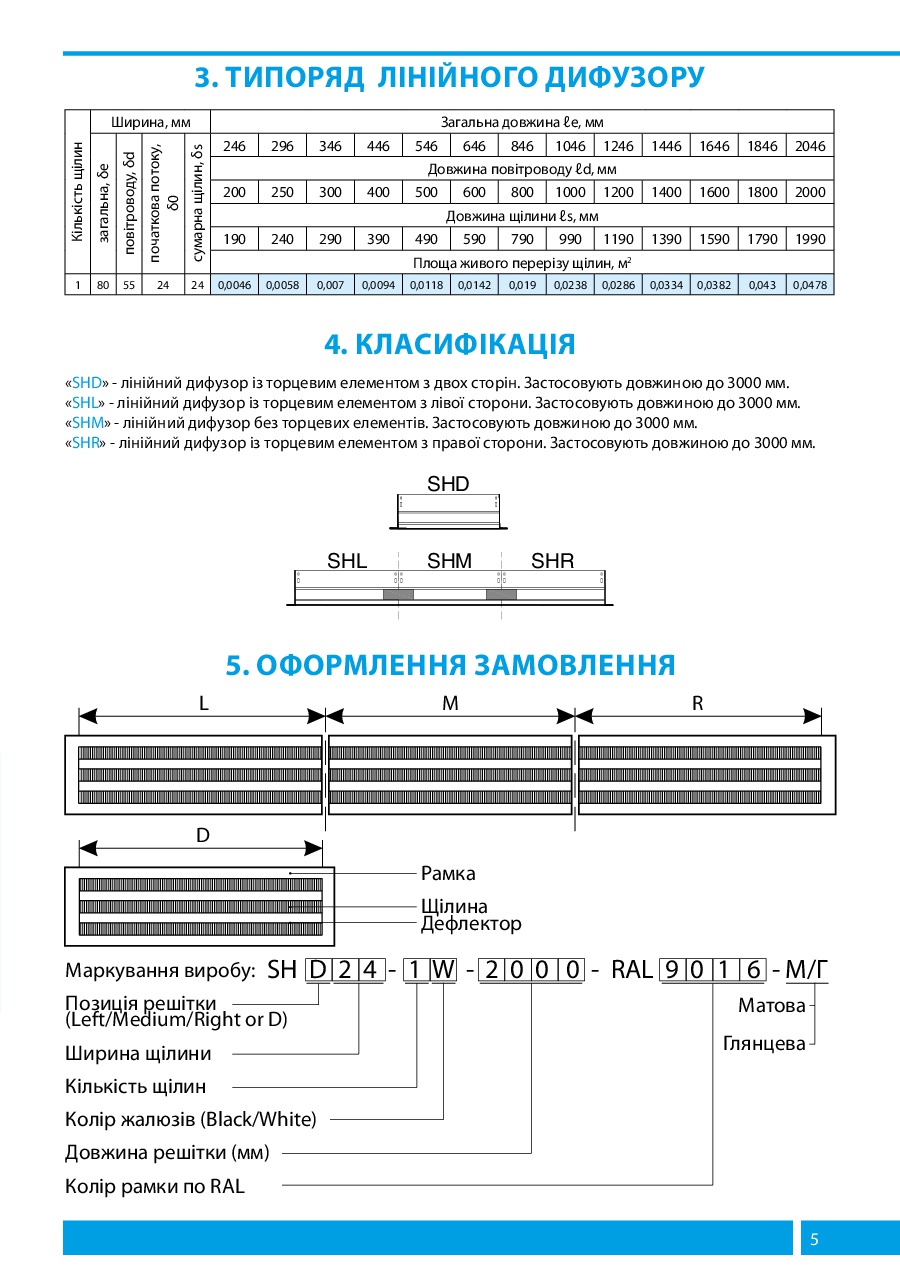 3. ТИПОРЯД ЛІНІЙНОГО ДИФУЗОРУ
Кількість щілин
Ширина, мм
загальна, δe
повітроводу, δd
початкова потоку, δ0
сумарна щілин, δs
Загальна довжина ℓe, мм
246 296 346 446 546 646 846 1046 1246 1446 1646 1846 2046
Довжина повітроводу ℓd, мм
200 250 300 400 500 600 800 1000 1200 1400 1600 1800 2000
Довжина щілини ℓs, мм
190 240 290 390 490 590 790 990 1190 1390 1590 1790 1990
Площа живого перерізу щілин, м²
1 80 55 24 24 0,0046 0,0058 0,007 0,0094 0,0118 0,0142 0,019 0,0238 0,0286 0,0334 0,0382 0,043 0,0478
4. КЛАСИФІКАЦІЯ
«SHD» - лінійний дифузор із торцевим елементом з двох сторін. Застосовують довжиною до 3000 мм.
«SHL» - лінійний дифузор із торцевим елементом з лівої сторони. Застосовують довжиною до 3000 мм.
«SHM» - лінійний дифузор без торцевих елементів. Застосовують довжиною до 3000 мм.
«SHR» - лінійний дифузор із торцевим елементом з правої сторони. Застосовують довжиною до 3000 мм.
SHD
SHL SHM SHR
5. ОФОРМЛЕННЯ ЗАМОВЛЕННЯ
L M R
D
Рамка
Щілина
Дефлектор
Маркування виробу: SH D 2 4 - 1 W - 2 0 0 0 - RAL 9 0 1 6 - М/Г
Позиція решітки
(Left/Medium/Right or D)
Матова
Глянцева
Ширина щілини
Кількість щілин
Колір жалюзів (Black/White)
Довжина решітки (мм)
Колір рамки по RAL
5